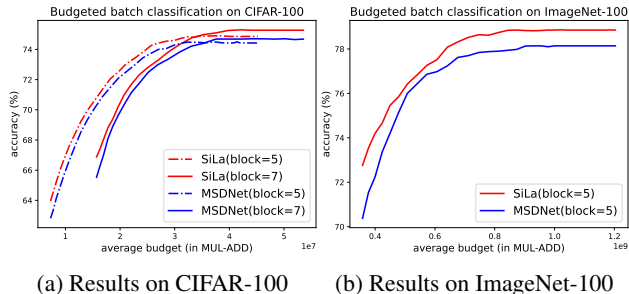 Budgeted batch classification on CIFAR-100
accuracy (%)
74
72
70
68
66
64
SiLa(block=5)
SiLa(block=7)
MSDNet(block=5)
MSDNet(block=7)
1
2
3
4
5
1e7
average budget (in MUL-ADD)
(a) Results on CIFAR-100
Budgeted batch classification on ImageNet-100
accuracy (%)
78
76
74
72
70
SiLa(block=5)
MSDNet(block=5)
0.4
0.6
0.8
1.0
1.2
1e9
average budget (in MUL-ADD)
(b) Results on ImageNet-100